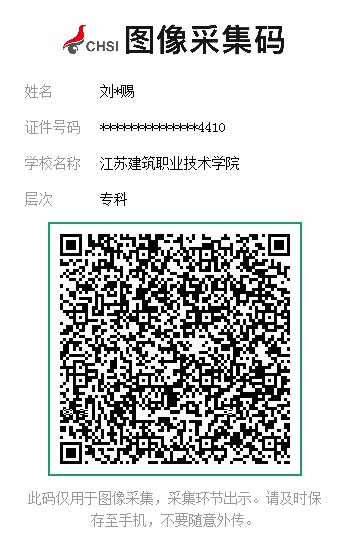 CHSI 图像采集码
姓名 刘*赐
证件号码 **************4410
学校名称 江苏建筑职业技术学院
层次 专科
此码仅用于图像采集，采集环节出示。请及时保
存至手机，不要随意外传。